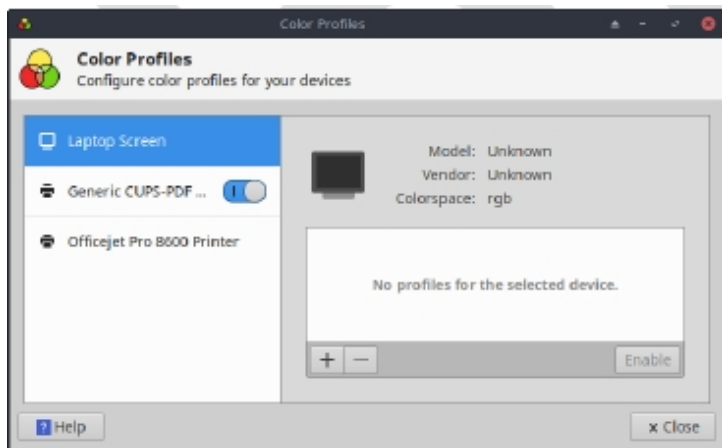 Color Profiles
Color Profiles
Configure color profiles for your devices
Laptop Screen
Generic CUPS-PDF ...
Officejet Pro 8600 Printer
Model: Unknown
Vendor: Unknown
Colorspace: rgb
No profiles for the selected device.
+ −
Enable
? Help
x Close